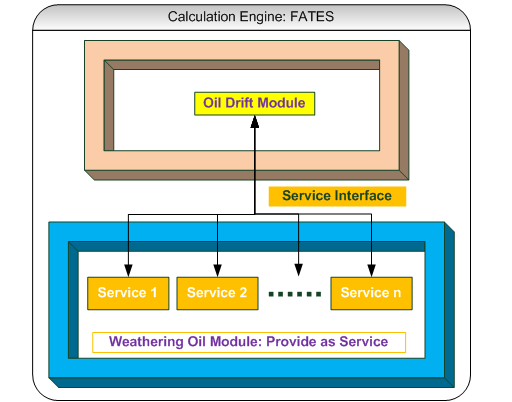 Calculation Engine: FATES
Oil Drift Module
Service Interface
Service 1
Service 2
Service n
Weathering Oil Module: Provide as Service